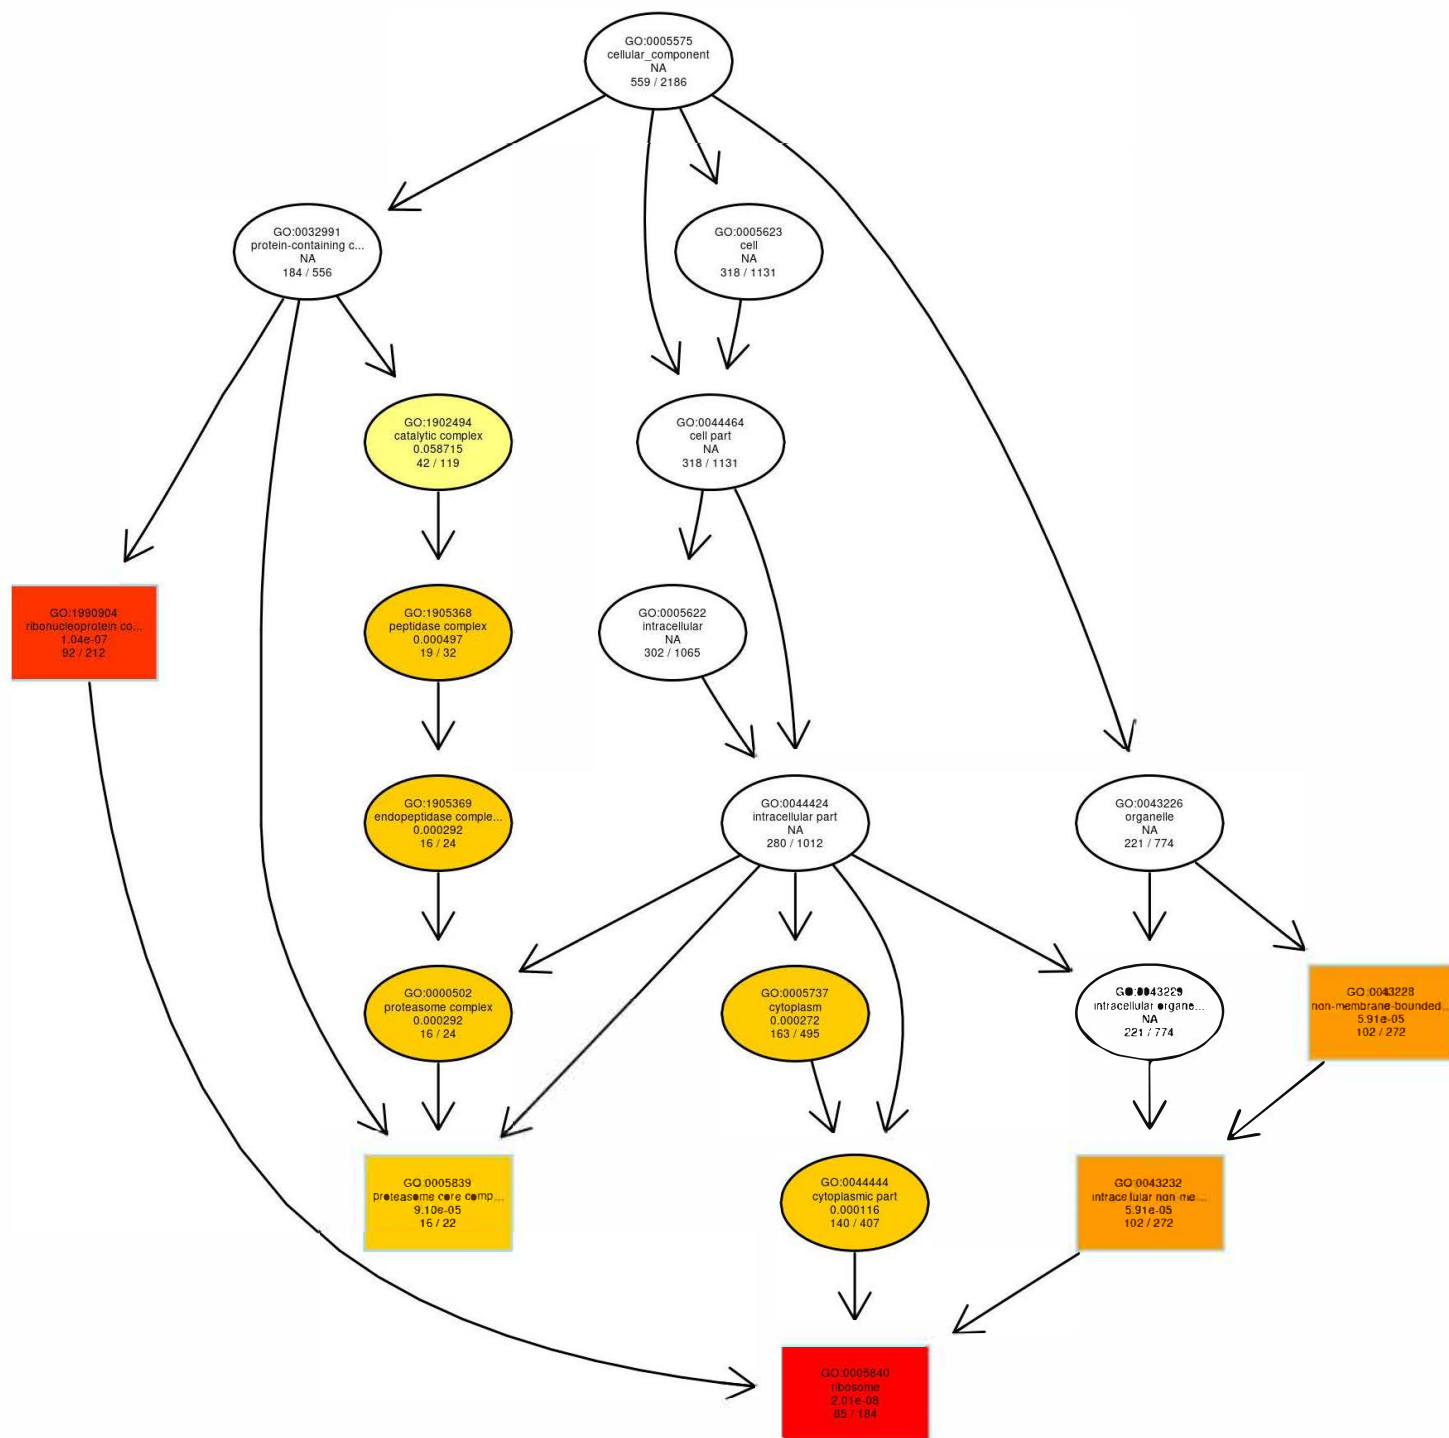 GO:0005575
cellular_component
NA
559 / 2186
GO:0032991
protein-containing c...
NA
184 / 556
GO:0005623
cell
NA
318 / 1131
GO:1902494
catalytic complex
0.058715
42 / 119
GO:0044464
cell part
NA
318 / 1131
GO:1990904
ribonucleoprotein co...
1.04e-07
92 / 212
GO:1905368
peptidase complex
0.000497
19 / 32
GO:0005622
intracellular
NA
302 / 1065
GO:1905369
endopeptidase comple...
0.000292
16 / 24
GO:0044424
intracellular part
NA
280 / 1012
GO:0043226
organelle
NA
221 / 774
GO:0000502
proteasome complex
0.000292
16 / 24
GO:0005737
cytoplasm
0.000272
163 / 495
GO:0043229
intracellular organe...
NA
221 / 774
GO:0043228
non-membrane-bounded...
5.91e-05
102 / 272
GO:0005839
proteasome core comp...
9.10e-05
16 / 22
GO:0044444
cytoplasmic part
0.000116
140 / 407
GO:0043232
intracellular non-me...
5.91e-05
102 / 272
GO:0005840
ribosome
2.01e-08
85 / 184